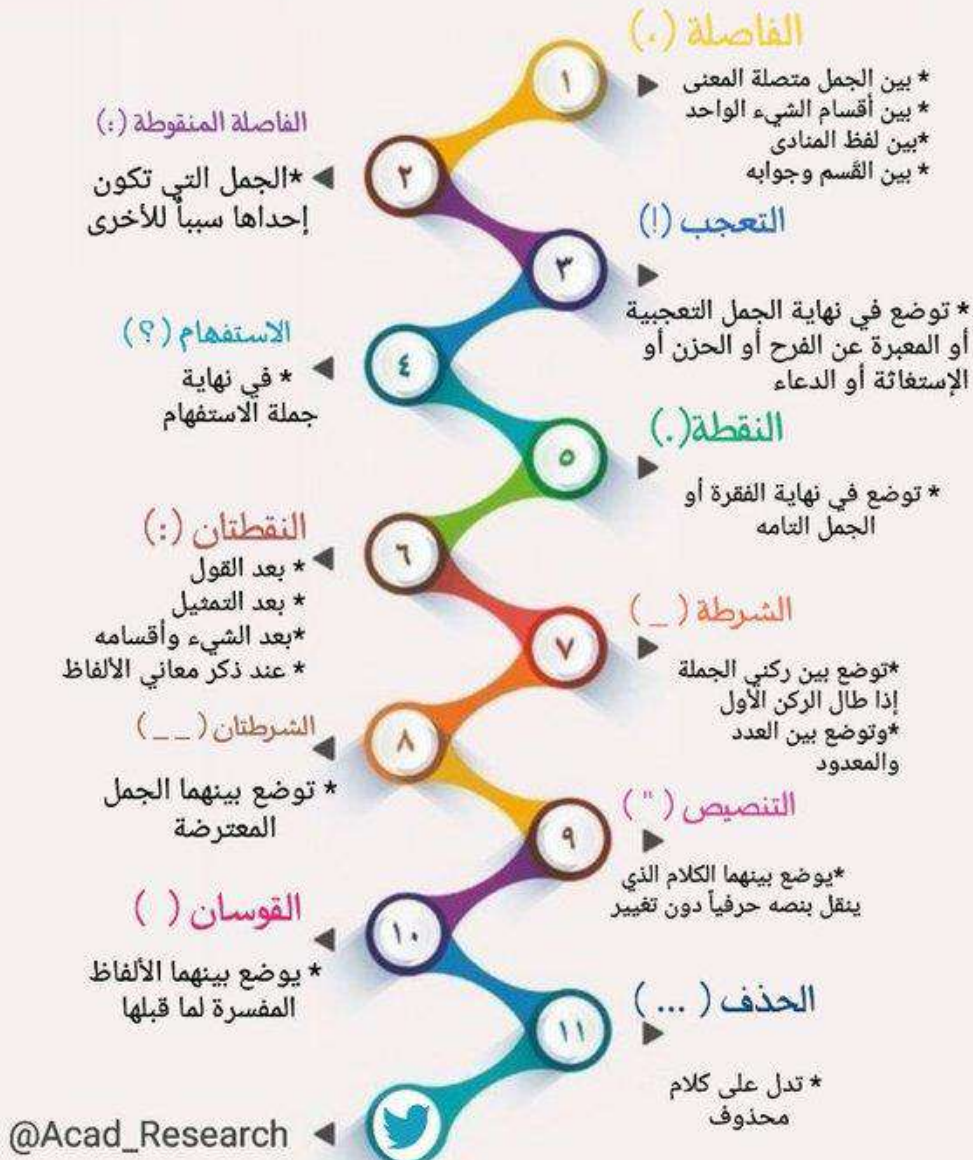 ١
الفاصلة (،)
* بين الجمل متصلة المعنى
* بين أقسام الشيء الواحد
*بين لفظ المنادى
* بين القَسم وجوابه
٢
الفاصلة المنقوطة (؛)
*الجمل التي تكون
إحداها سبباً للأخرى
٣
التعجب (!)
* توضع في نهاية الجمل التعجبية
أو المعبرة عن الفرح أو الحزن أو
الإستغاثة أو الدعاء
٤
الاستفهام (؟)
* في نهاية
جملة الاستفهام
٥
النقطة(.)
* توضع في نهاية الفقرة أو
الجمل التامه
٦
النقطتان (:)
* بعد القول
* بعد التمثيل
*بعد الشيء وأقسامه
* عند ذكر معاني الألفاظ
٧
الشرطة ( _ )
*توضع بين ركني الجملة
إذا طال الركن الأول
*وتوضع بين العدد
والمعدود
٨
الشرطتان ( _ _ )
* توضع بينهما الجمل
المعترضة
٩
التنصيص ( " )
*يوضع بينهما الكلام الذي
ينقل بنصه حرفياً دون تغيير
١٠
القوسان ( )
* يوضع بينهما الألفاظ
المفسرة لما قبلها
١١
الحذف ( ... )
* تدل على كلام
محذوف
@Acad_Research